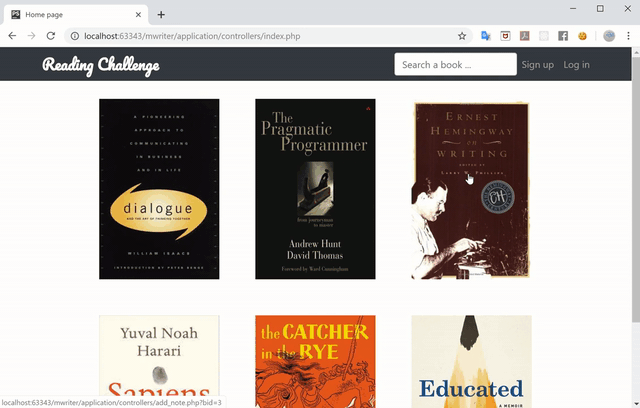 Home page
localhost:63343/mwriter/application/controllers/index.php
Reading Challenge
Search a book ...
Sign up
Log in
A PIONEERING
APPROACH TO
COMMUNICATING
IN BUSINESS
AND IN LIFE
dialogue
AND THE ART OF THINKING TOGETHER
WILLIAM ISAACS
INTRODUCTION BY PETER SENGE
The
Pragmatic
Programmer
from journeyman
to master
Andrew Hunt
David Thomas
Foreword by Ward Cunningham
ERNEST
HEMINGWAY
ON
WRITING
EDITED BY
LARRY W. PHILLIPS
Yuval Noah
Harari
Sapiens
the CATCHER
in the RYE
Educated
A MEMOIR
localhost:63343/mwriter/application/controllers/add_note.php?bid=3